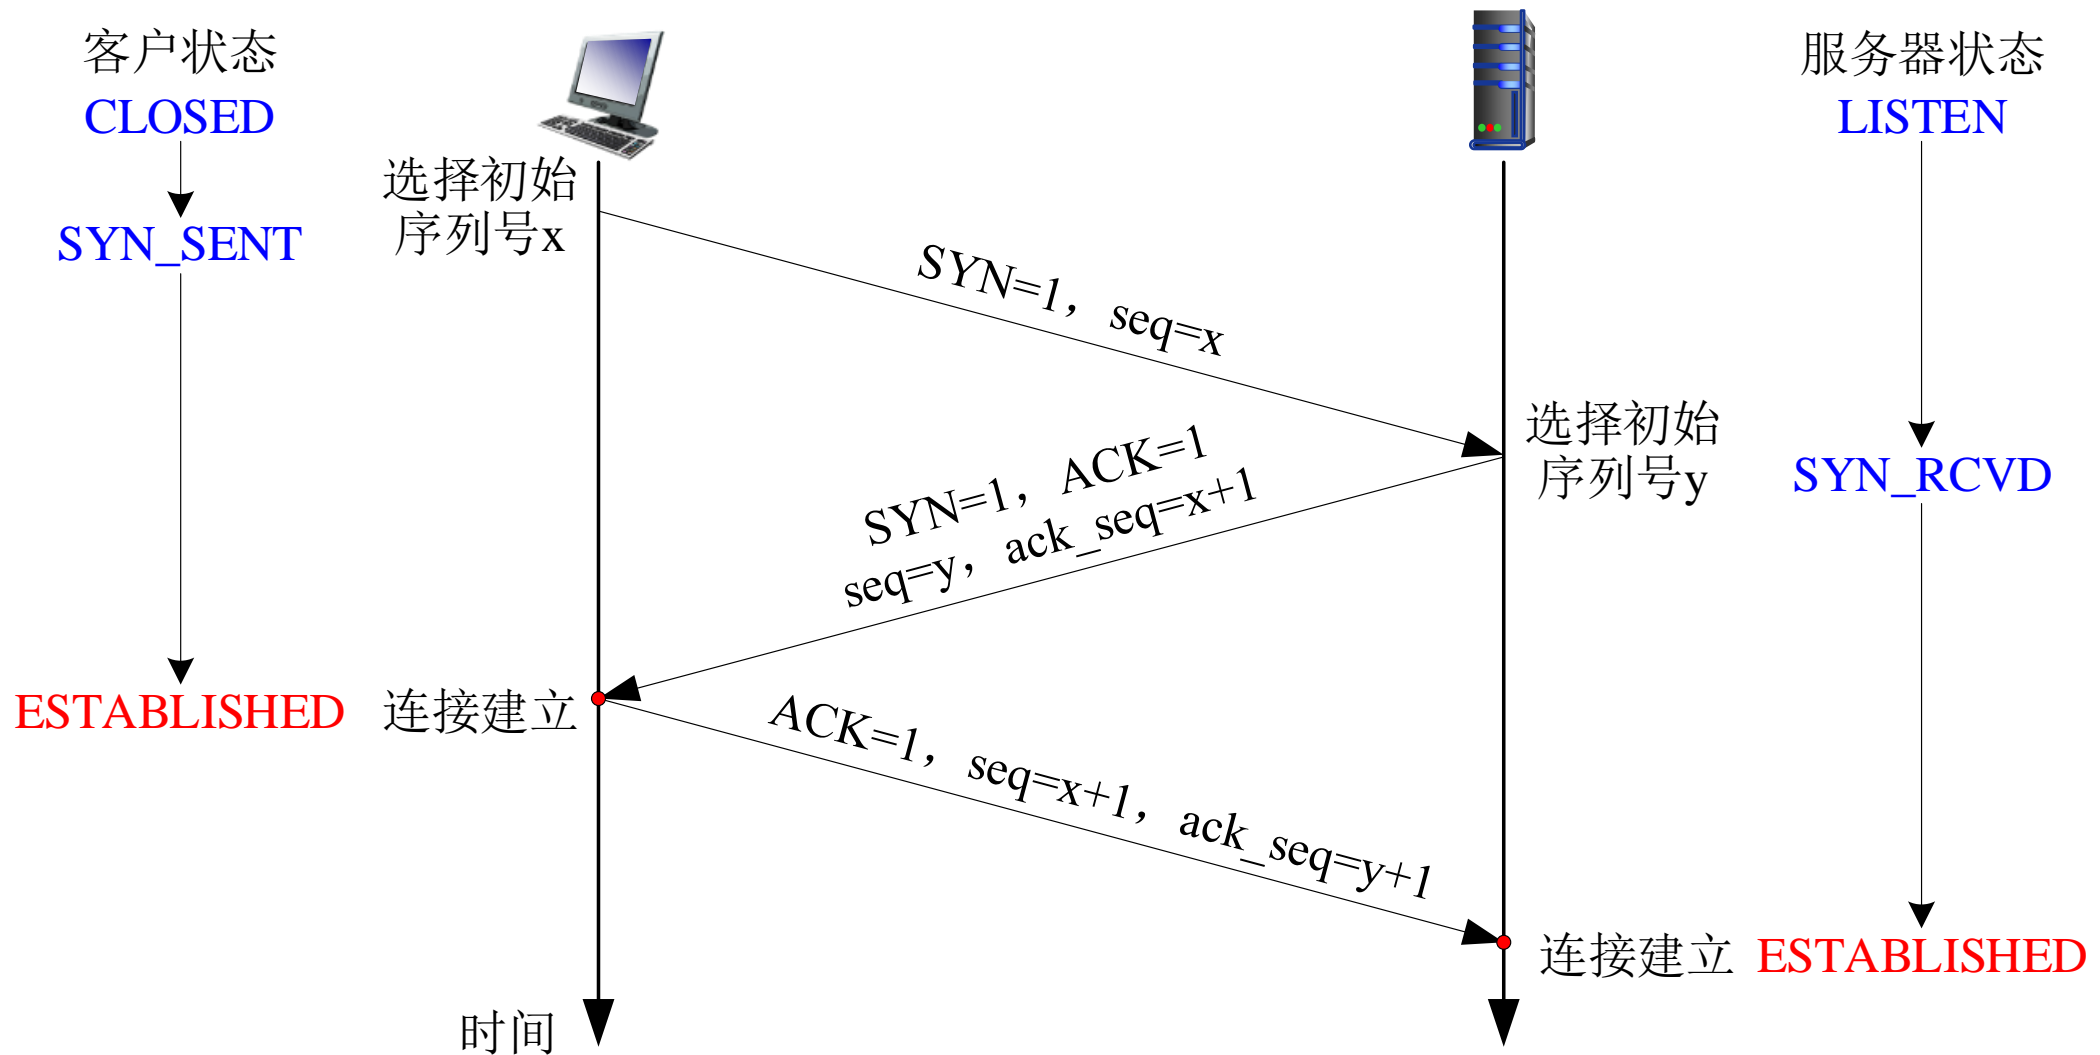 客户状态
CLOSED
SYN_SENT
ESTABLISHED
选择初始
序列号x
SYN=1，seq=x
SYN=1，ACK=1
seq=y，ack_seq=x+1
连接建立
ACK=1，seq=x+1，ack_seq=y+1
时间
服务器状态
LISTEN
选择初始
序列号y
SYN_RCVD
连接建立
ESTABLISHED